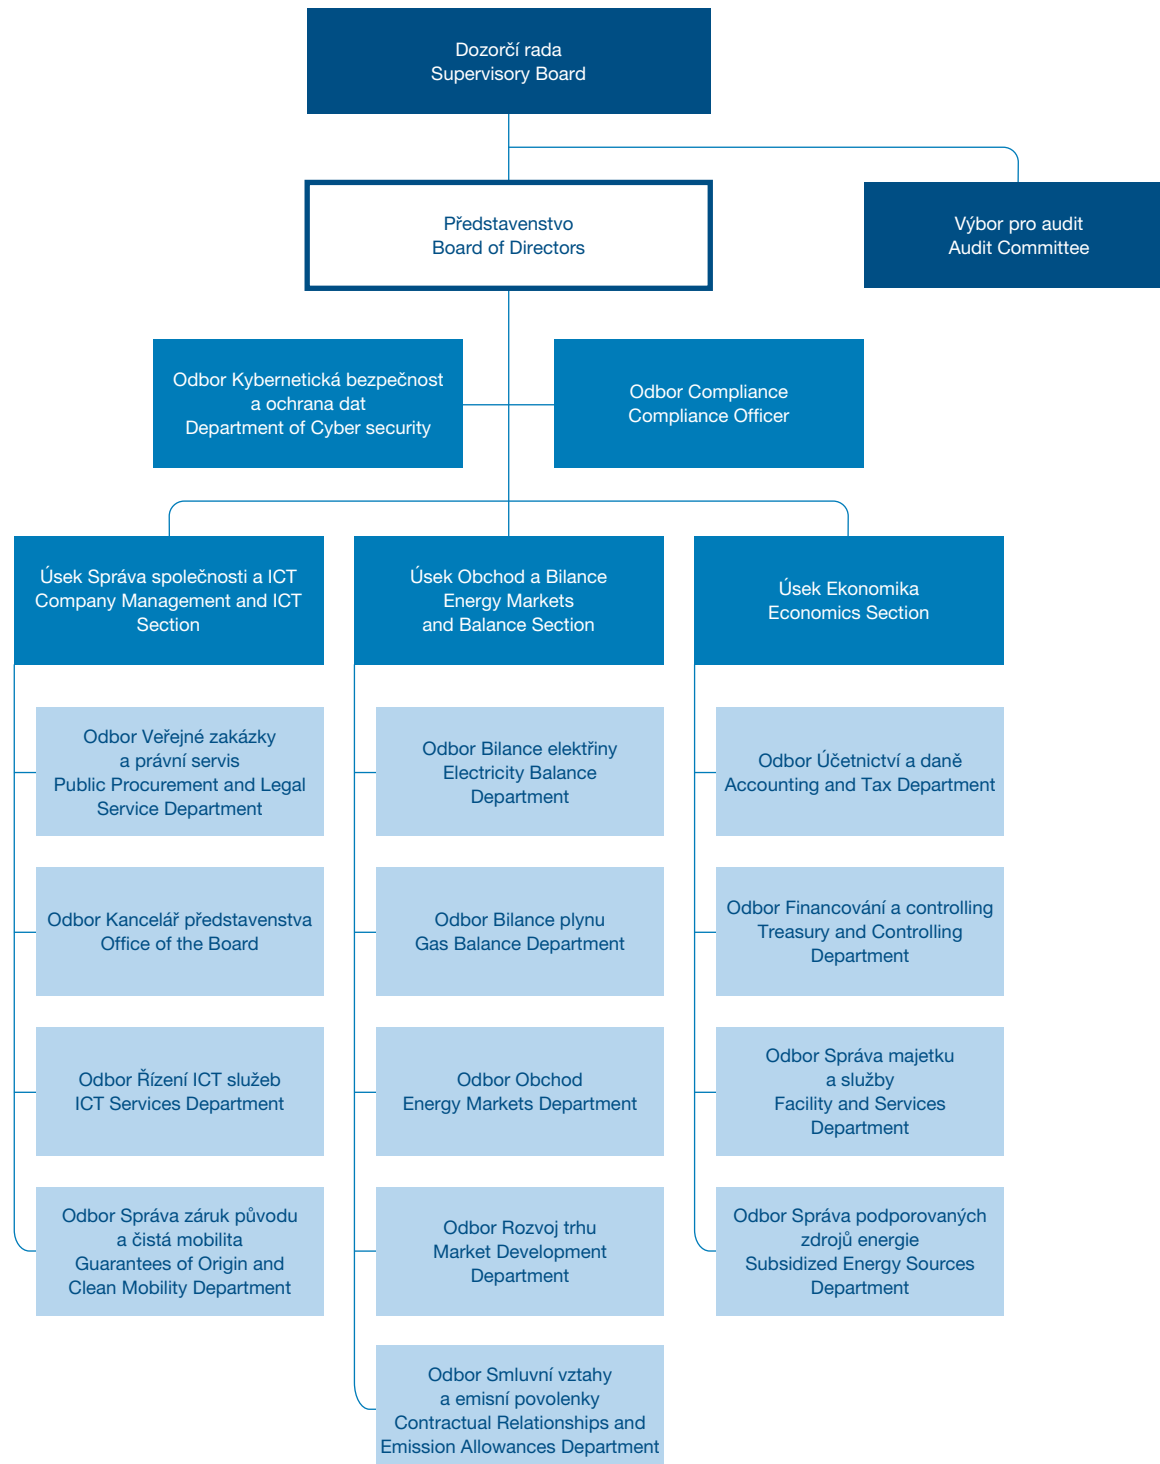 Dozorčí rada
Supervisory Board
Představenstvo
Board of Directors
Výbor pro audit
Audit Committee
Odbor Kybernetická bezpečnost
a ochrana dat
Department of Cyber security
Odbor Compliance
Compliance Officer
Úsek Správa společnosti a ICT
Company Management and ICT
Section
Úsek Obchod a Bilance
Energy Markets
and Balance Section
Úsek Ekonomika
Economics Section
Odbor Veřejné zakázky
a právní servis
Public Procurement and Legal
Service Department
Odbor Kancelář představenstva
Office of the Board
Odbor Řízení ICT služeb
ICT Services Department
Odbor Správa záruk původu
a čistá mobilita
Guarantees of Origin and
Clean Mobility Department
Odbor Bilance elektřiny
Electricity Balance
Department
Odbor Bilance plynu
Gas Balance Department
Odbor Obchod
Energy Markets Department
Odbor Rozvoj trhu
Market Development
Department
Odbor Smluvní vztahy
a emisní povolenky
Contractual Relationships and
Emission Allowances Department
Odbor Účetnictví a daně
Accounting and Tax Department
Odbor Financování a controlling
Treasury and Controlling
Department
Odbor Správa majetku
a služby
Facility and Services
Department
Odbor Správa podporovaných
zdrojů energie
Subsidized Energy Sources
Department